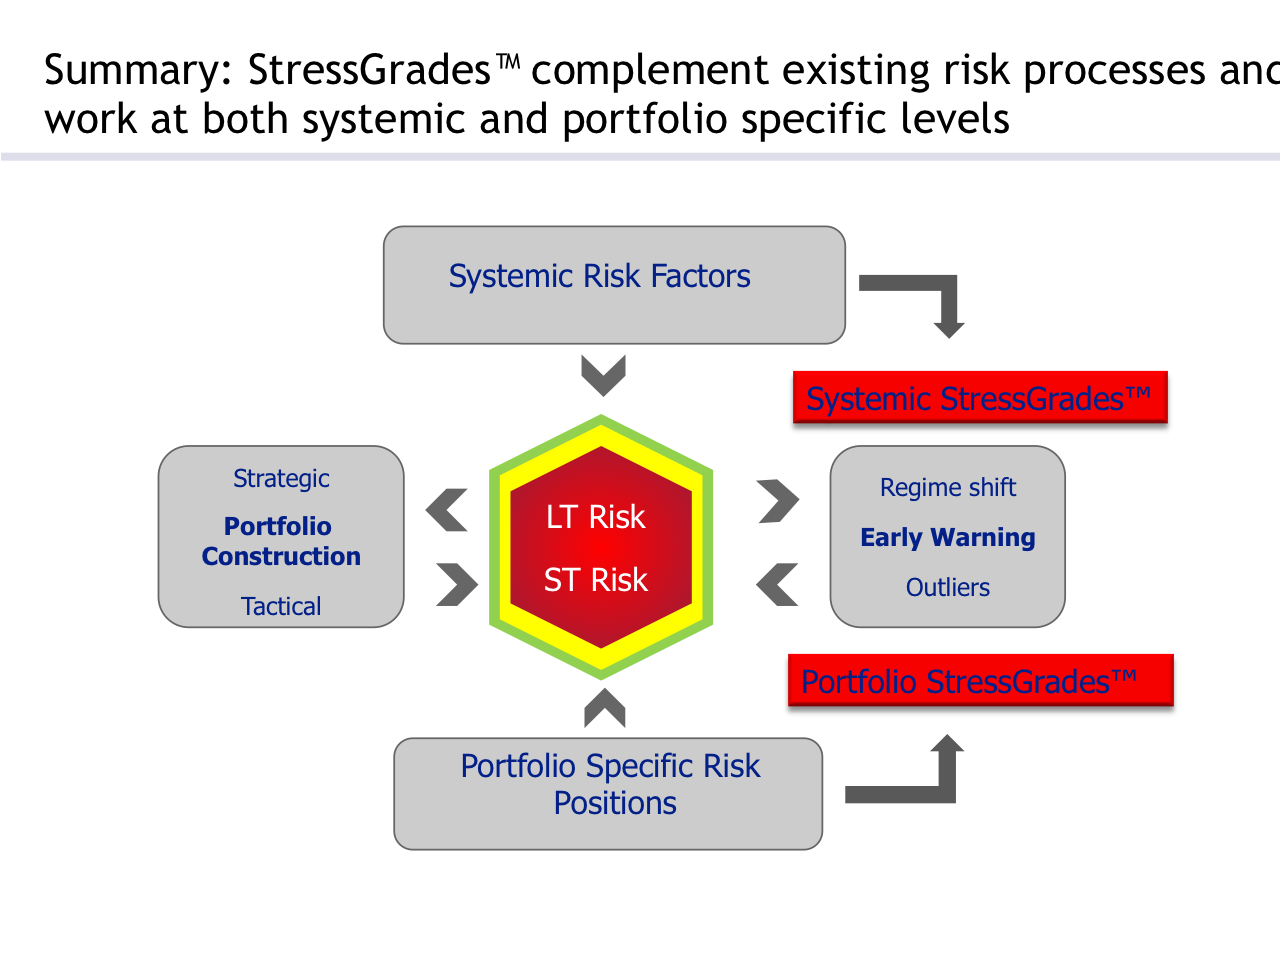 Summary: StressGrades™ complement existing risk processes and
work at both systemic and portfolio specific levels
Systemic Risk Factors
Systemic StressGrades™
Strategic
Portfolio
Construction
Tactical
LT Risk
ST Risk
Regime shift
Early Warning
Outliers
Portfolio StressGrades™
Portfolio Specific Risk
Positions